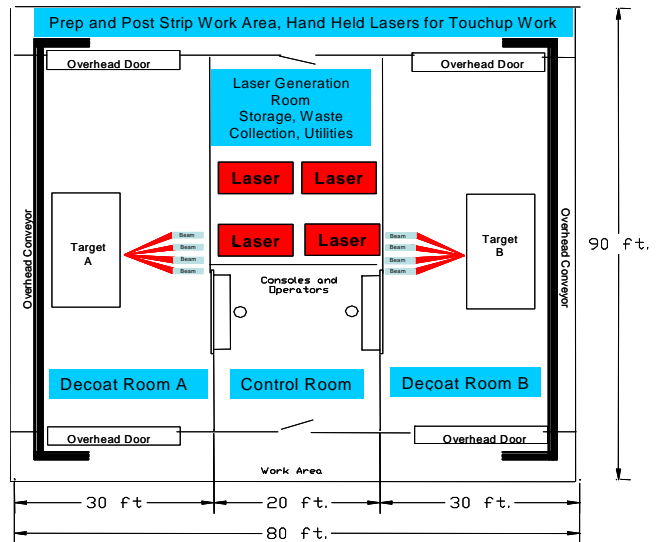 Prep and Post Strip Work Area, Hand Held Lasers for Touchup Work
Overhead Door
Overhead Door
Laser Generation
Room
Storage, Waste
Collection, Utilities
Laser
Laser
Laser
Laser
Overhead Conveyor
Target
A
Beam
Beam
Beam
Beam
Beam
Beam
Beam
Beam
Target
B
Overhead Conveyor
90 ft.
Consoles and
Operators
Decoat Room A
Control Room
Deçoat Room B
Overhead Door
Overhead Door
Work Area
30 ft
20 ft.
30 ft.
80 ft.